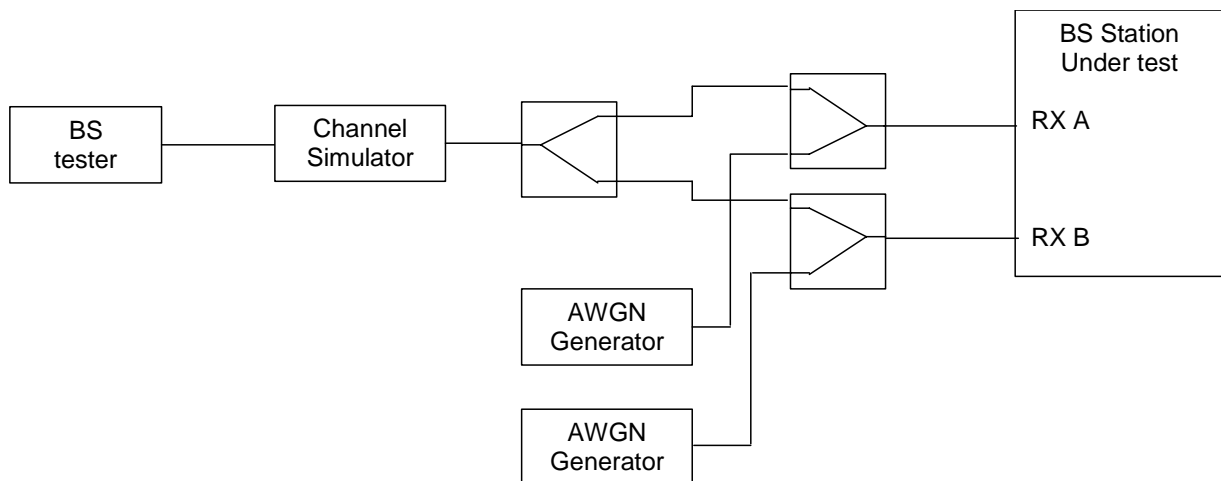 BS Station
Under test
BS
tester
Channel
Simulator
RX A
RX B
AWGN
Generator
AWGN
Generator